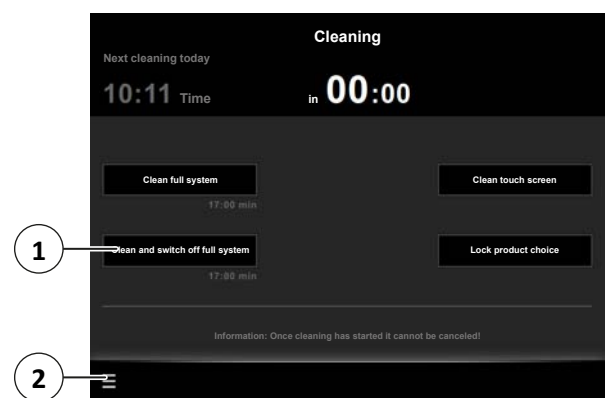 Cleaning
Next cleaning today
10:11 Time
in 00:00
Clean full system
Clean touch screen
17:00 min
1
Clean and switch off full system
Lock product choice
17:00 min
Information: Once cleaning has started it cannot be canceled!
2